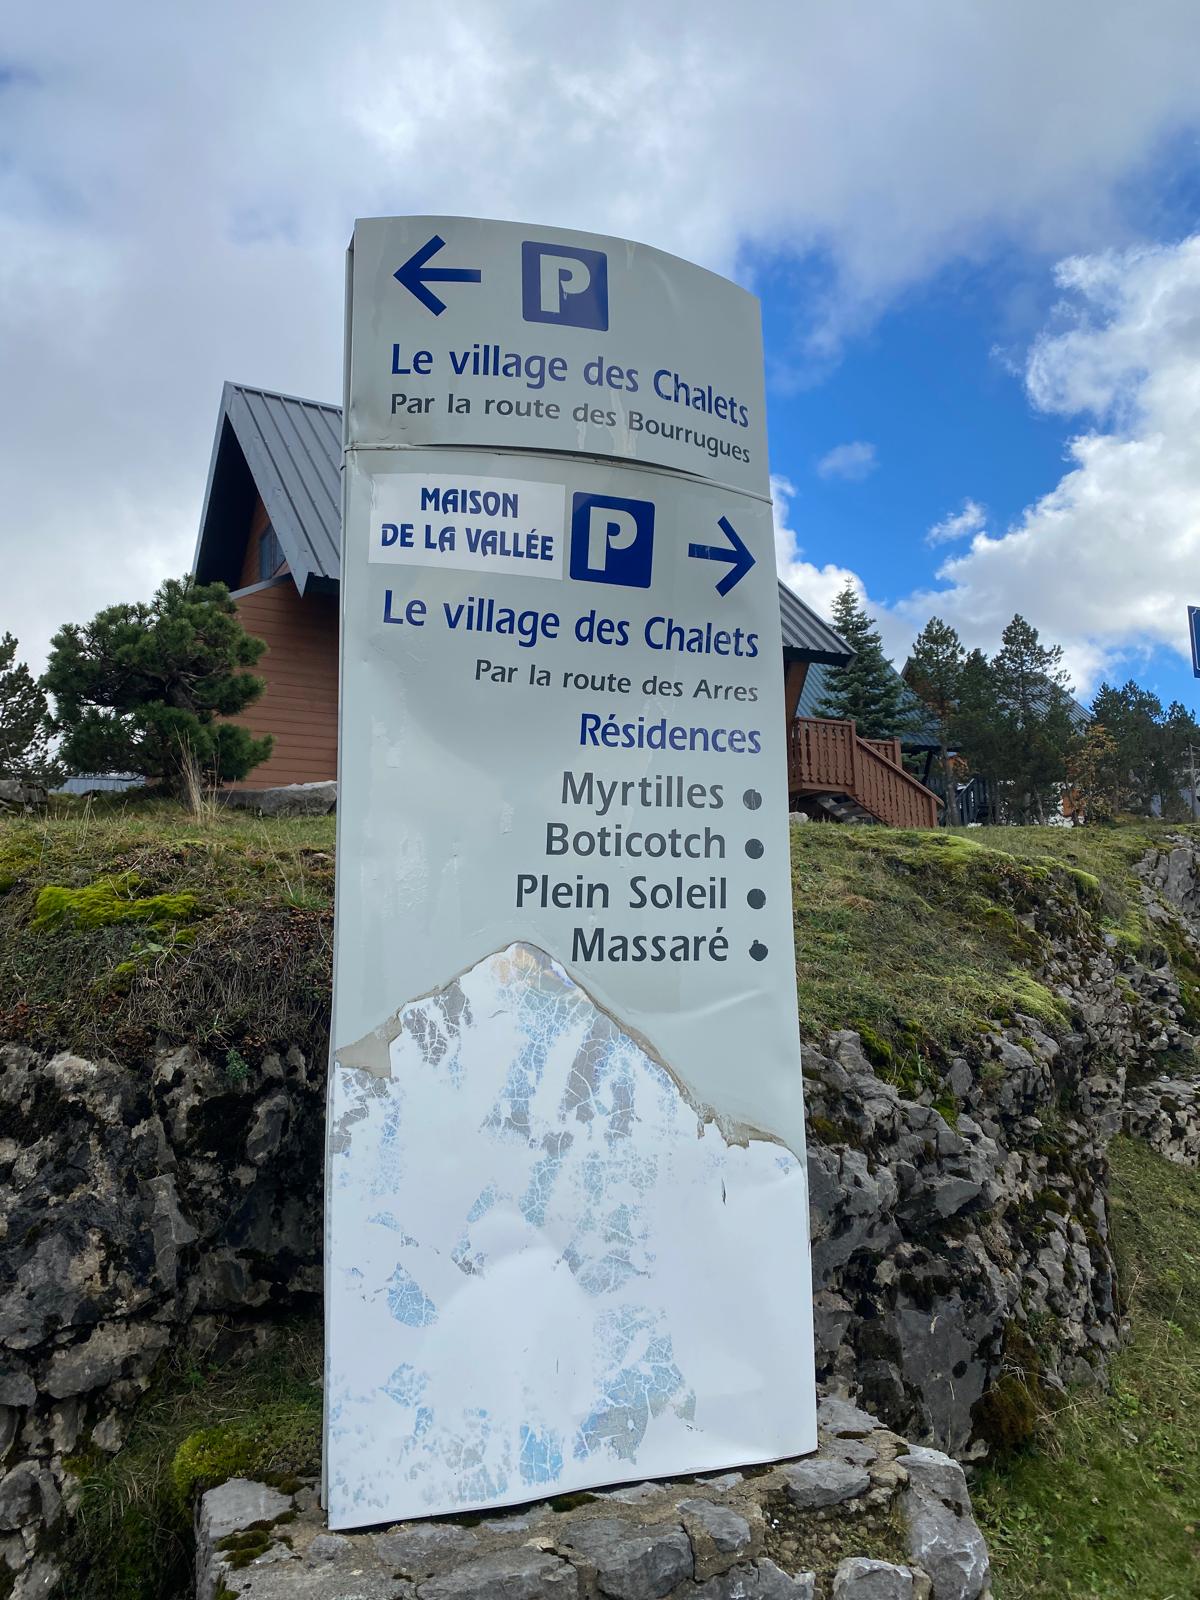 P
Le village des Chalets
Par la route des Bourrugues
MAISON
DE LA VALLÉE
P
Le village des Chalets
Par la route des Arres
Résidences
Myrtilles
Boticotch
Plein Soleil
Massaré